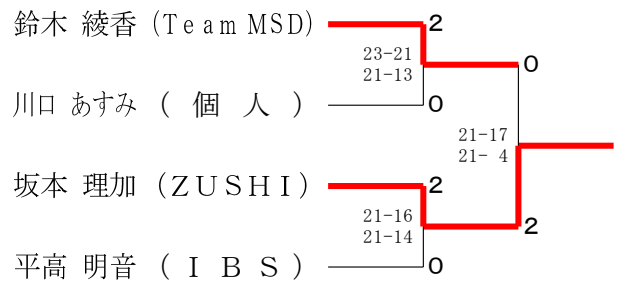 鈴木 綾香（Team MSD） 2
23-21
21-13
0
川口 あすみ （ 個 人 ） 0
21-17
21- 4
坂本 理加 （ZUSHI） 2
21-16
21-14
2
平高 明音 （ I B S ） 0